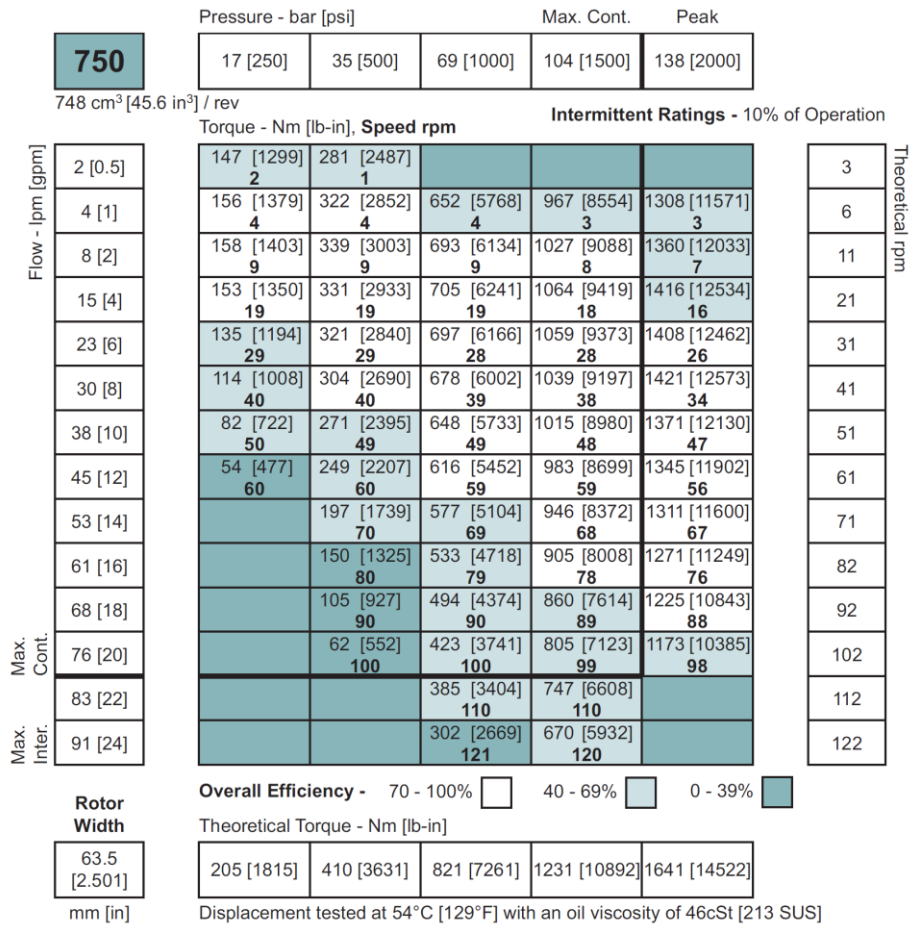 Pressure - bar [psi] Max. Cont. Peak
750 17 [250] 35 [500] 69 [1000] 104 [1500] 138 [2000]
748 cm³ [45.6 in³] / rev
Intermittent Ratings - 10% of Operation
Torque - Nm [lb-in], Speed rpm
Flow - lpm [gpm]
Theoretical rpm
2 [0.5] 147 [1299] 281 [2487] 3
2 1
4 [1] 156 [1379] 322 [2852] 652 [5768] 967 [8554] 1308 [11571] 6
4 4 4 3 3
8 [2] 158 [1403] 339 [3003] 693 [6134] 1027 [9088] 1360 [12033] 11
9 9 9 8 7
15 [4] 153 [1350] 331 [2933] 705 [6241] 1064 [9419] 1416 [12534] 21
19 19 19 18 16
23 [6] 135 [1194] 321 [2840] 697 [6166] 1059 [9373] 1408 [12462] 31
29 29 28 28 26
30 [8] 114 [1008] 304 [2690] 678 [6002] 1039 [9197] 1421 [12573] 41
40 40 39 38 34
38 [10] 82 [722] 271 [2395] 648 [5733] 1015 [8980] 1371 [12130] 51
50 49 49 48 47
45 [12] 54 [477] 249 [2207] 616 [5452] 983 [8699] 1345 [11902] 61
60 60 59 59 56
53 [14] 197 [1739] 577 [5104] 946 [8372] 1311 [11600] 71
70 69 68 67
61 [16] 150 [1325] 533 [4718] 905 [8008] 1271 [11249] 82
80 79 78 76
68 [18] 105 [927] 494 [4374] 860 [7614] 1225 [10843] 92
90 90 89 88
Max. Cont.
76 [20] 62 [552] 423 [3741] 805 [7123] 1173 [10385] 102
100 100 99 98
83 [22] 385 [3404] 747 [6608] 112
110 110
Max. Inter.
91 [24] 302 [2669] 670 [5932] 122
121 120
Overall Efficiency - 70 - 100% 40 - 69% 0 - 39%
Rotor
Width
Theoretical Torque - Nm [lb-in]
63.5
[2.501]
205 [1815] 410 [3631] 821 [7261] 1231 [10892] 1641 [14522]
mm [in] Displacement tested at 54°C [129°F] with an oil viscosity of 46cSt [213 SUS]